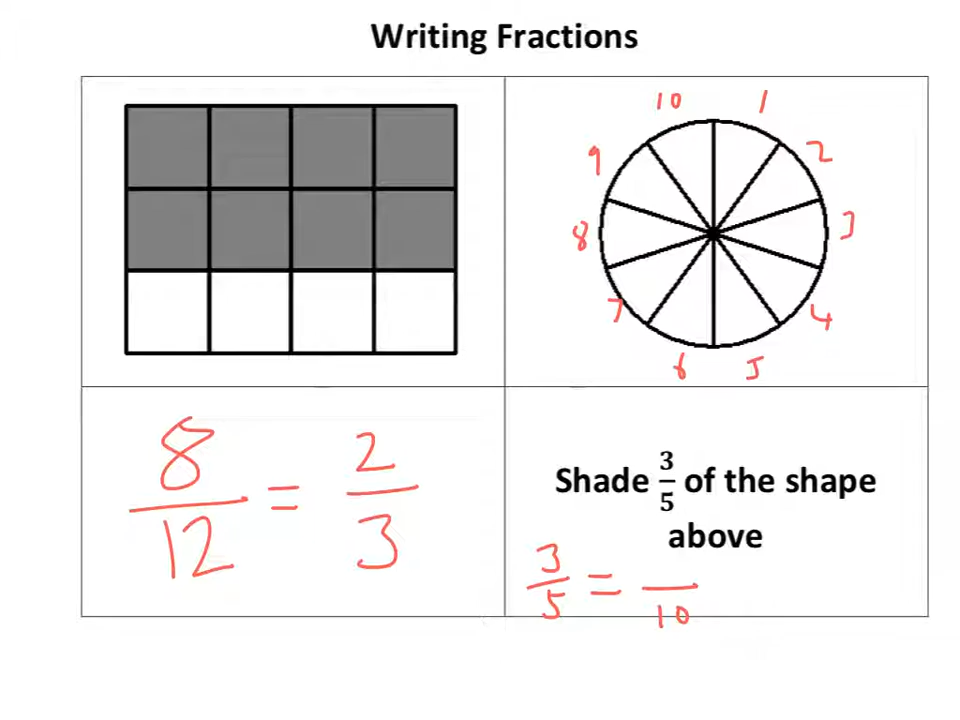 Writing Fractions
10 1
9 2
8 3
7 4
6 5
8/12 = 2/3
Shade 3/5 of the shape
above
3/5 = /10